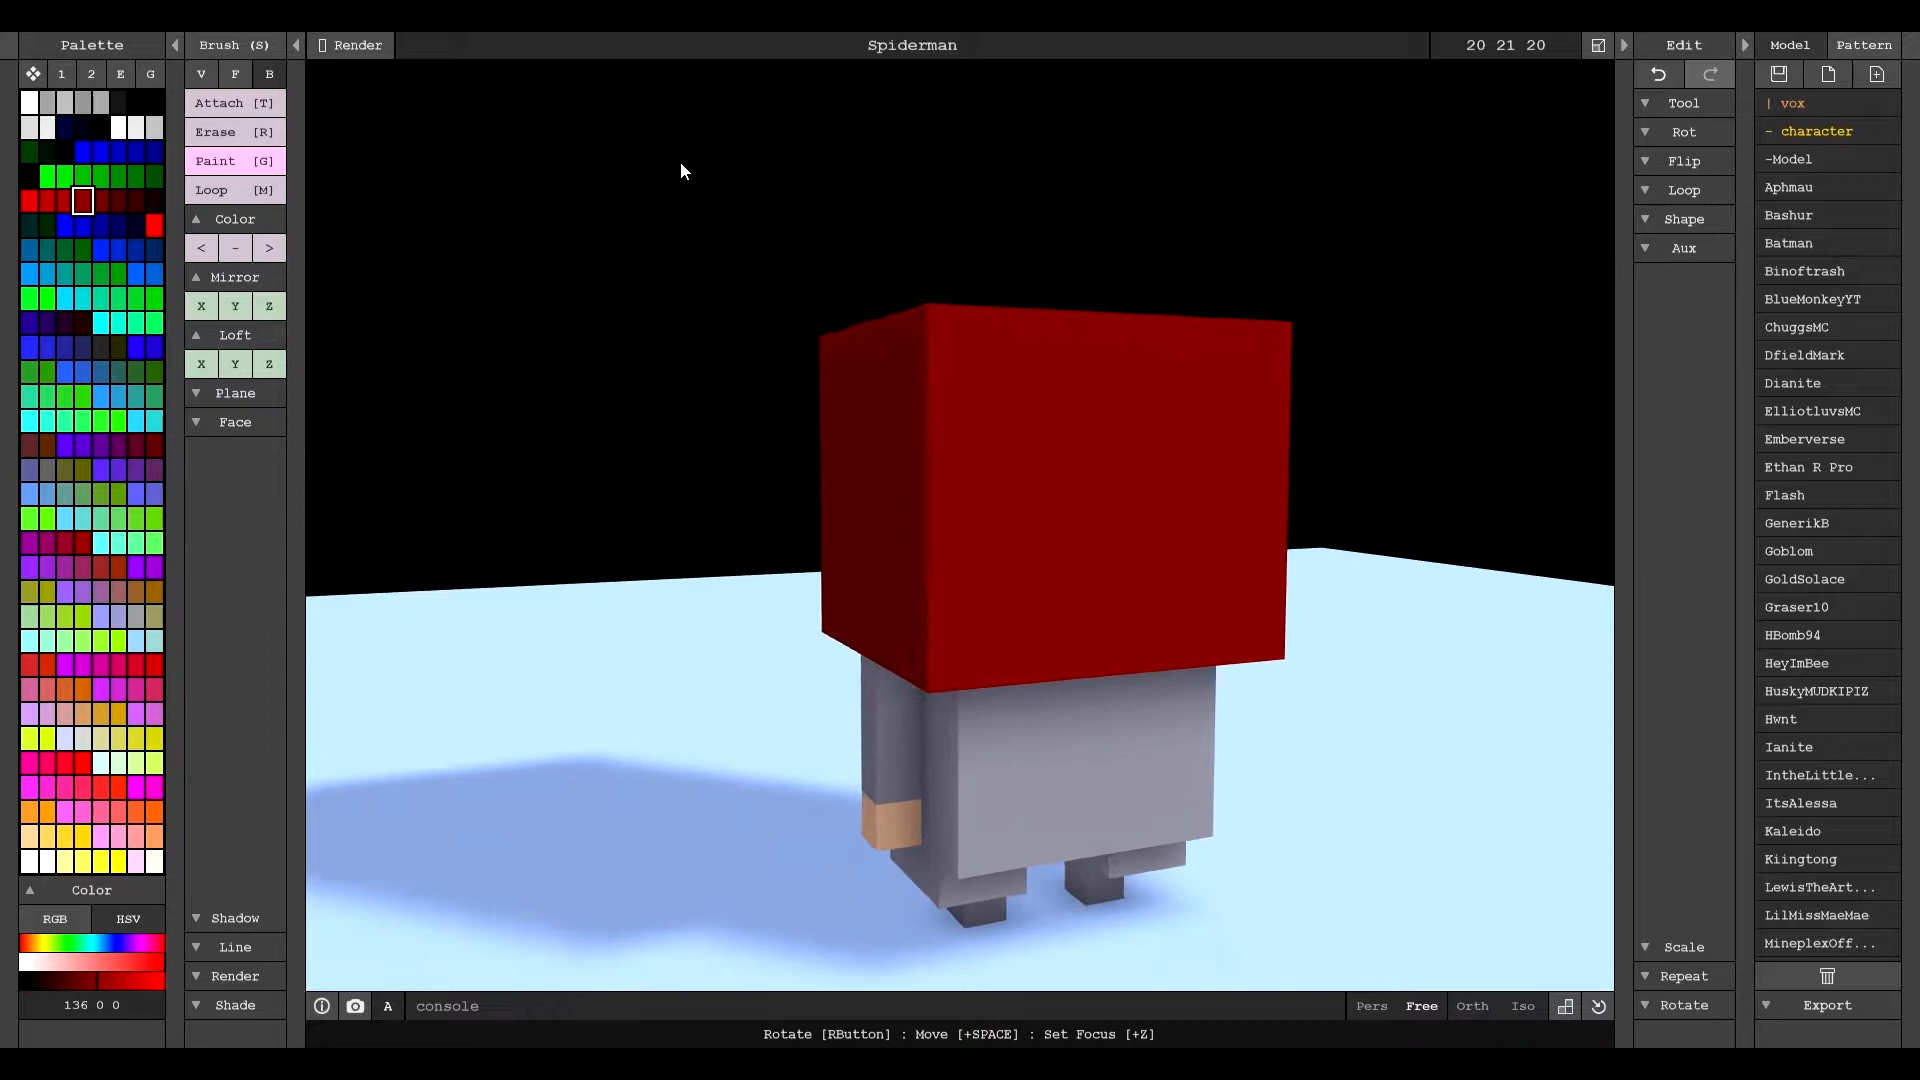 Palette
Brush (S)
Render
Spiderman
20 21 20
Edit
Model
Pattern
1 2 E G
V F B
Attach [T]
Erase [R]
Paint [G]
Loop [M]
Color
< - >
Mirror
X Y Z
Loft
X Y Z
Plane
Face
Shadow
Line
Render
Shade
Color
RGB HSV
136 0 0
A
console
Pers Free Orth Iso
Rotate [RButton] : Move [+SPACE] : Set Focus [+Z]
Tool
Rot
Flip
Loop
Shape
Aux
Scale
Repeat
Rotate
| vox
- character
-Model
Aphmau
Bashur
Batman
Binoftrash
BlueMonkeyYT
ChuggsMC
DfieldMark
Dianite
ElliotluvsMC
Emberverse
Ethan R Pro
Flash
GenerikB
Goblom
GoldSolace
Graser10
HBomb94
HeyImBee
HuskyMUDKIPIZ
Hwnt
Ianite
IntheLittle...
ItsAlessa
Kaleido
Kiingtong
LewisTheArt...
LilMissMaeMae
MineplexOff...
Export